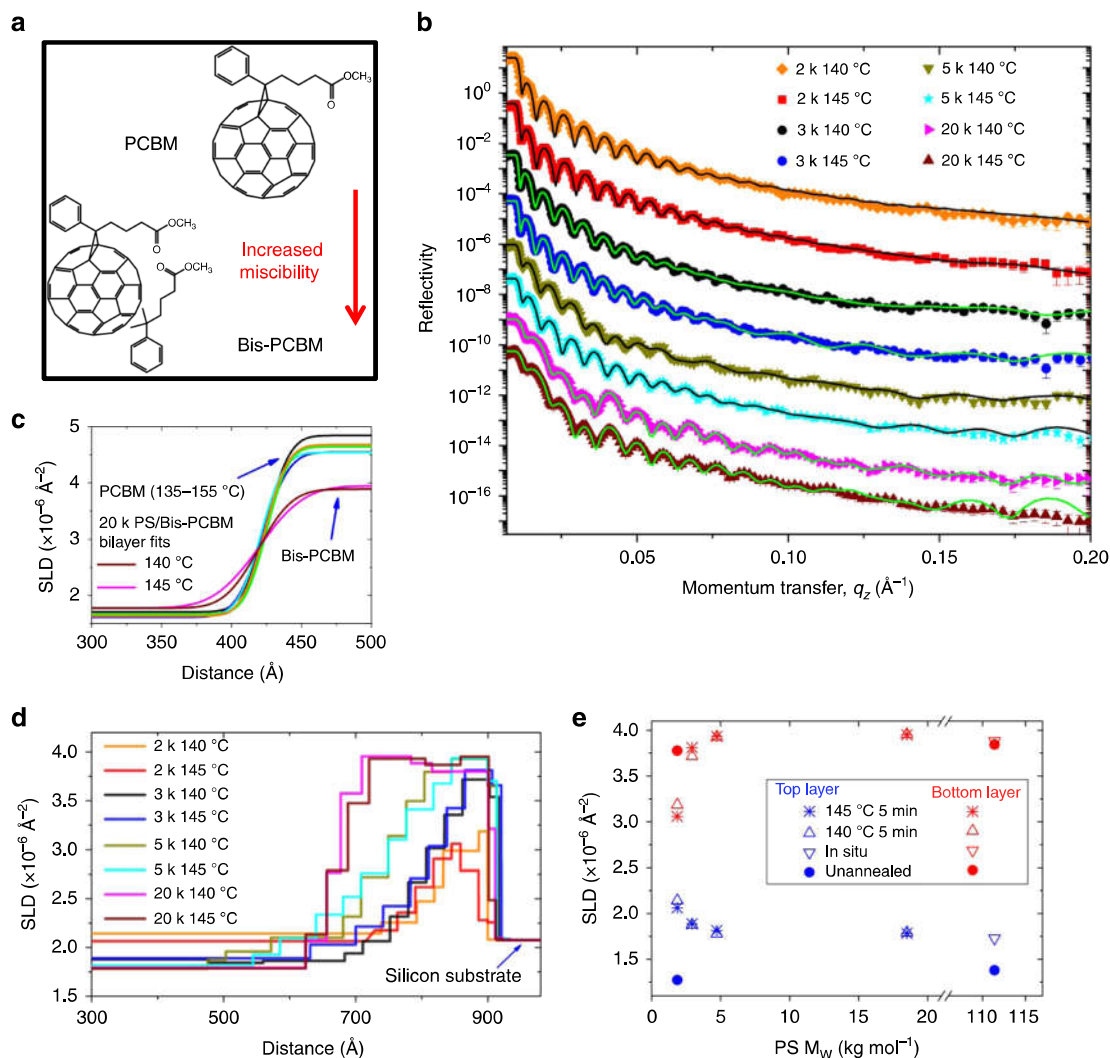 a
OCH₃
O
PCBM
OCH₃
O
O
OCH₃
Increased
miscibility
Bis-PCBM
b
Reflectivity
10⁰
10⁻²
10⁻⁴
10⁻⁶
10⁻⁸
10⁻¹⁰
10⁻¹²
10⁻¹⁴
10⁻¹⁶
2 k 140 °C
2 k 145 °C
3 k 140 °C
3 k 145 °C
5 k 140 °C
5 k 145 °C
20 k 140 °C
20 k 145 °C
0.05
0.10
0.15
0.20
Momentum transfer, q_z (Å⁻¹)
c
SLD (×10⁻⁶ Å⁻²)
5
4
3
2
PCBM (135–155 °C)
20 k PS/Bis-PCBM
bilayer fits
140 °C
145 °C
Bis-PCBM
300
350
400
450
500
Distance (Å)
d
SLD (×10⁻⁶ Å⁻²)
4.0
3.5
3.0
2.5
2.0
1.5
2 k 140 °C
2 k 145 °C
3 k 140 °C
3 k 145 °C
5 k 140 °C
5 k 145 °C
20 k 140 °C
20 k 145 °C
Silicon substrate
300
500
700
900
Distance (Å)
e
SLD (×10⁻⁶ Å⁻²)
4.0
3.5
3.0
2.5
2.0
1.5
Top layer
Bottom layer
145 °C 5 min
140 °C 5 min
In situ
Unannealed
0
5
10
15
20
110
115
PS M_W (kg mol⁻¹)